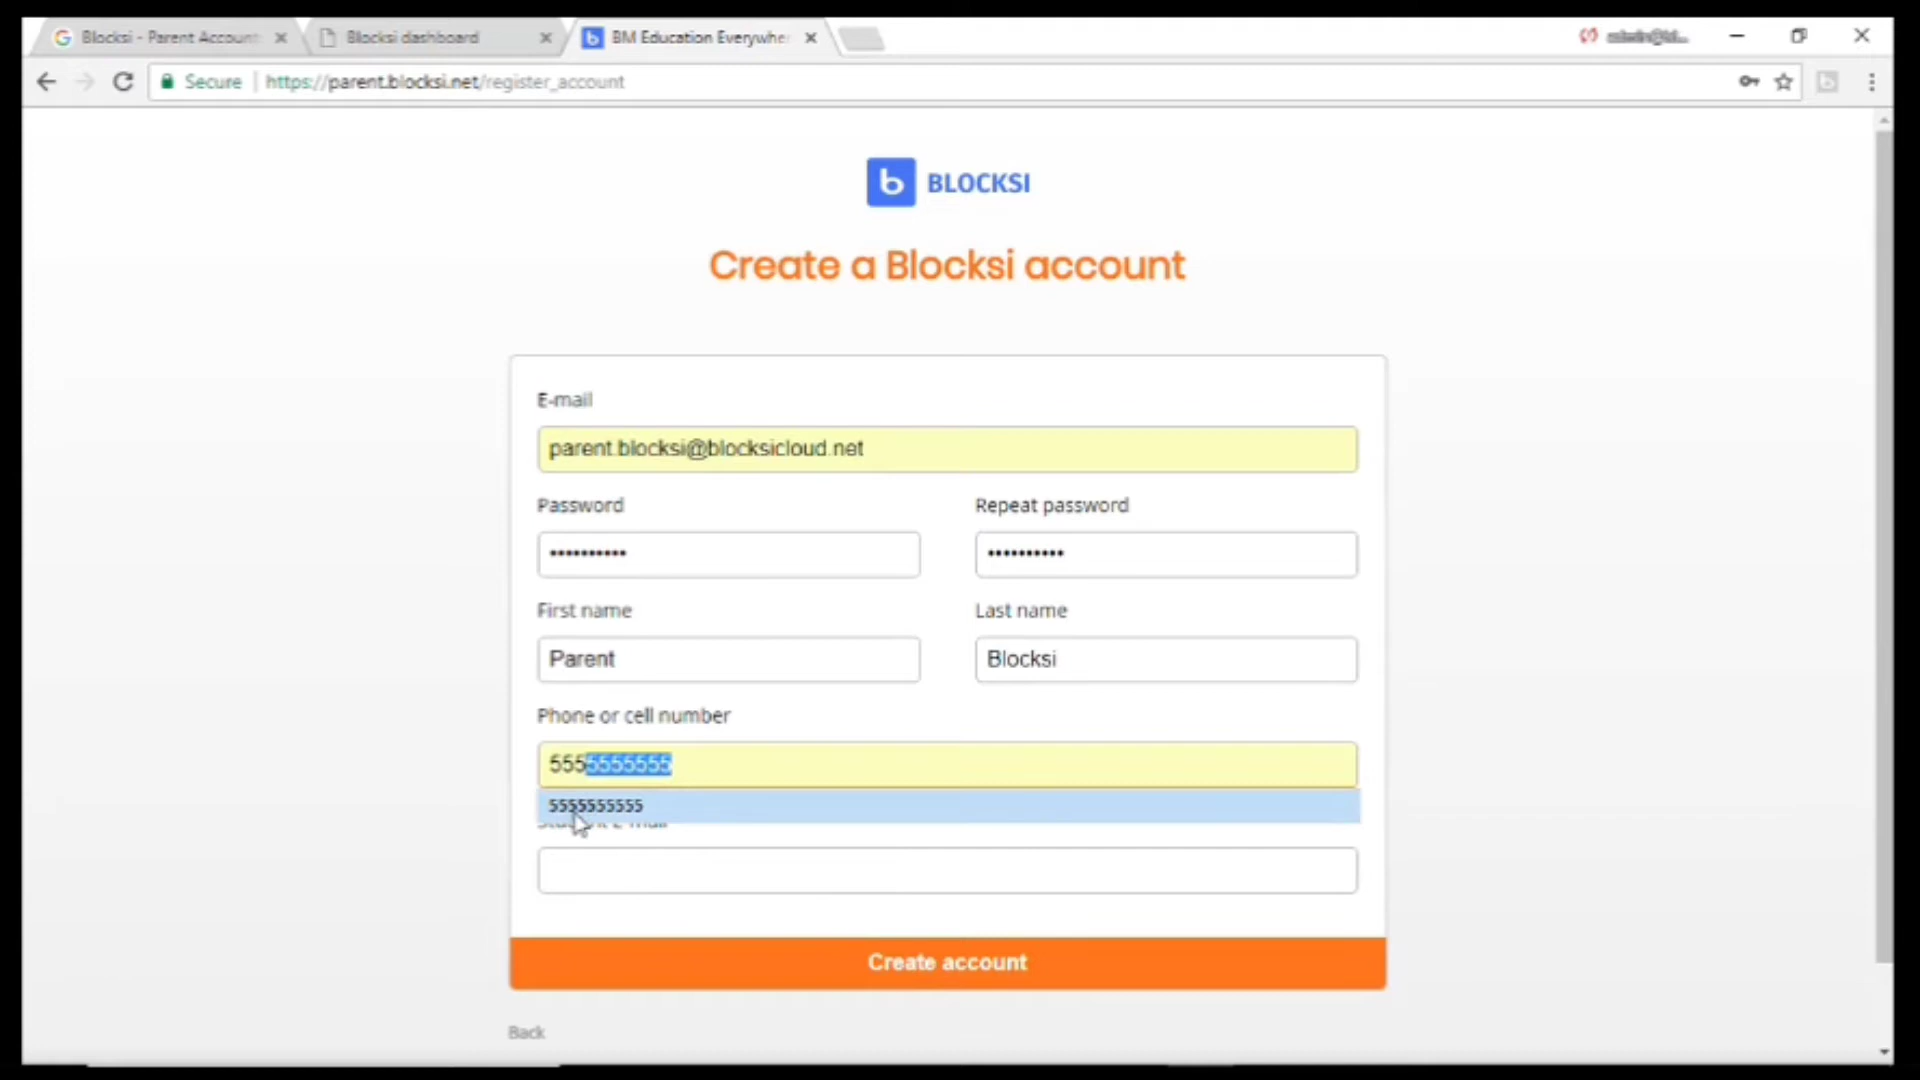 Blocksi - Parent Account
Blocksi dashboard
BM Education Everywhe
Secure
https://parent.blocksi.net/register_account
b BLOCKSI
Create a Blocksi account
E-mail
parent.blocksi@blocksicloud.net
Password
Repeat password
••••••••••
••••••••••
First name
Last name
Parent
Blocksi
Phone or cell number
5555555555
5555555555
Create account
Back